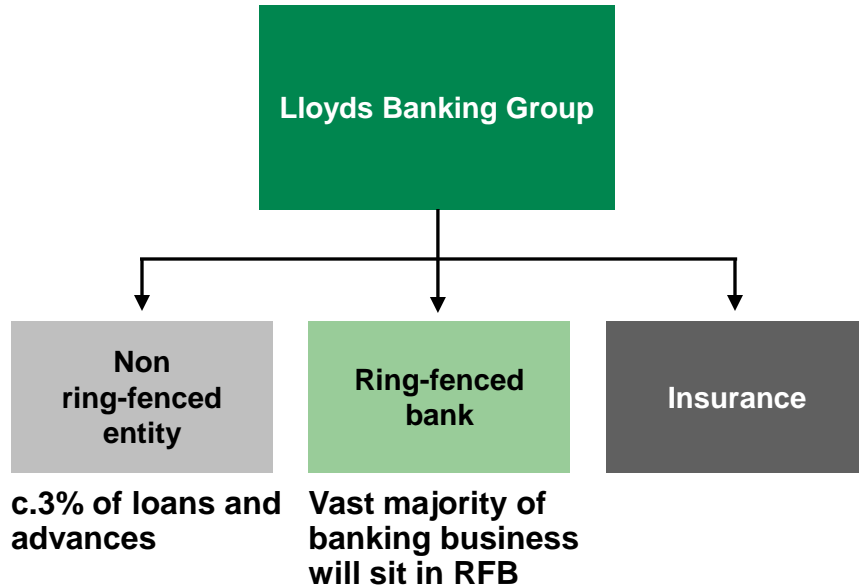 Lloyds Banking Group
Non
ring-fenced
entity
Ring-fenced
bank
Insurance
c.3% of loans and
advances
Vast majority of
banking business
will sit in RFB